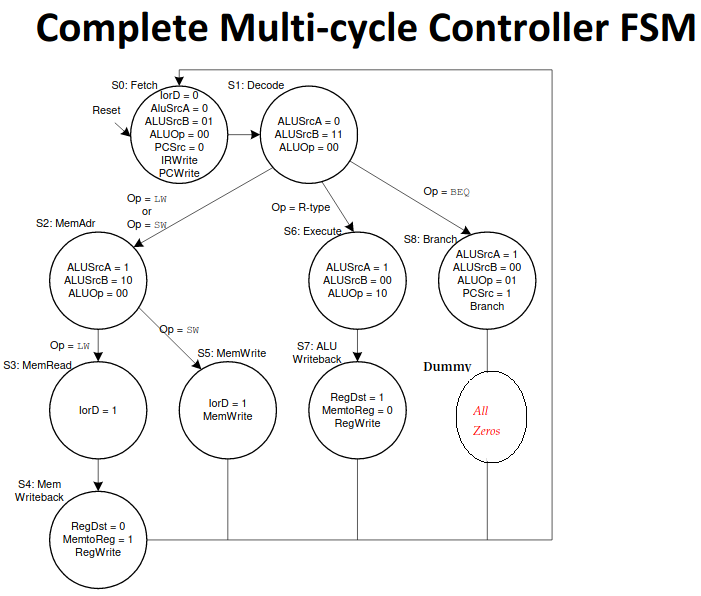 Complete Multi-cycle Controller FSM
S0: Fetch
S1: Decode
Reset
IorD = 0
AluSrcA = 0
ALUSrcB = 01
ALUOp = 00
PCSrc = 0
IRWrite
PCWrite
ALUSrcA = 0
ALUSrcB = 11
ALUOp = 00
Op = LW
or
Op = SW
Op = R-type
Op = BEQ
S2: MemAdr
ALUSrcA = 1
ALUSrcB = 10
ALUOp = 00
S6: Execute
ALUSrcA = 1
ALUSrcB = 00
ALUOp = 10
S8: Branch
ALUSrcA = 1
ALUSrcB = 00
ALUOp = 01
PCSrc = 1
Branch
Op = LW
Op = SW
S3: MemRead
IorD = 1
S5: MemWrite
IorD = 1
MemWrite
S7: ALU
Writeback
RegDst = 1
MemtoReg = 0
RegWrite
Dummy
All
Zeros
S4: Mem
Writeback
RegDst = 0
MemtoReg = 1
RegWrite